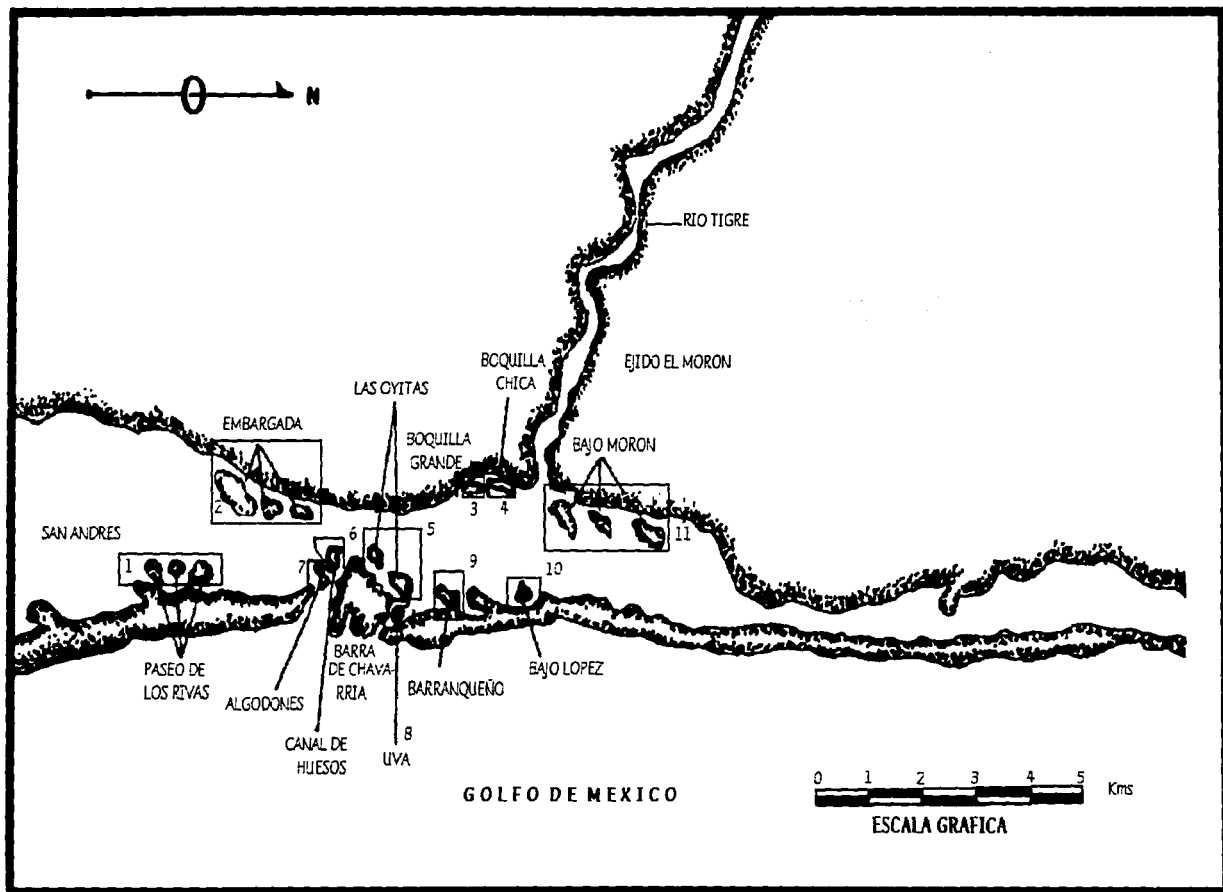 N
RIO TIGRE
BOQUILLA
CHICA
EJIDO EL MORON
LAS OYITAS
EMBARGADA
BOQUILLA
GRANDE
BAJO MORON
2
3
4
5
6
11
SAN ANDRES
1
7
9
10
PASEO DE
LOS RIVAS
ALGODONES
BARRA
DE CHAVA-
RRIA
BARRANQUEÑO
BAJO LOPEZ
CANAL DE
HUESOS
8
UVA
GOLFO DE MEXICO
0 1 2 3 4 5 Kms
ESCALA GRAFICA